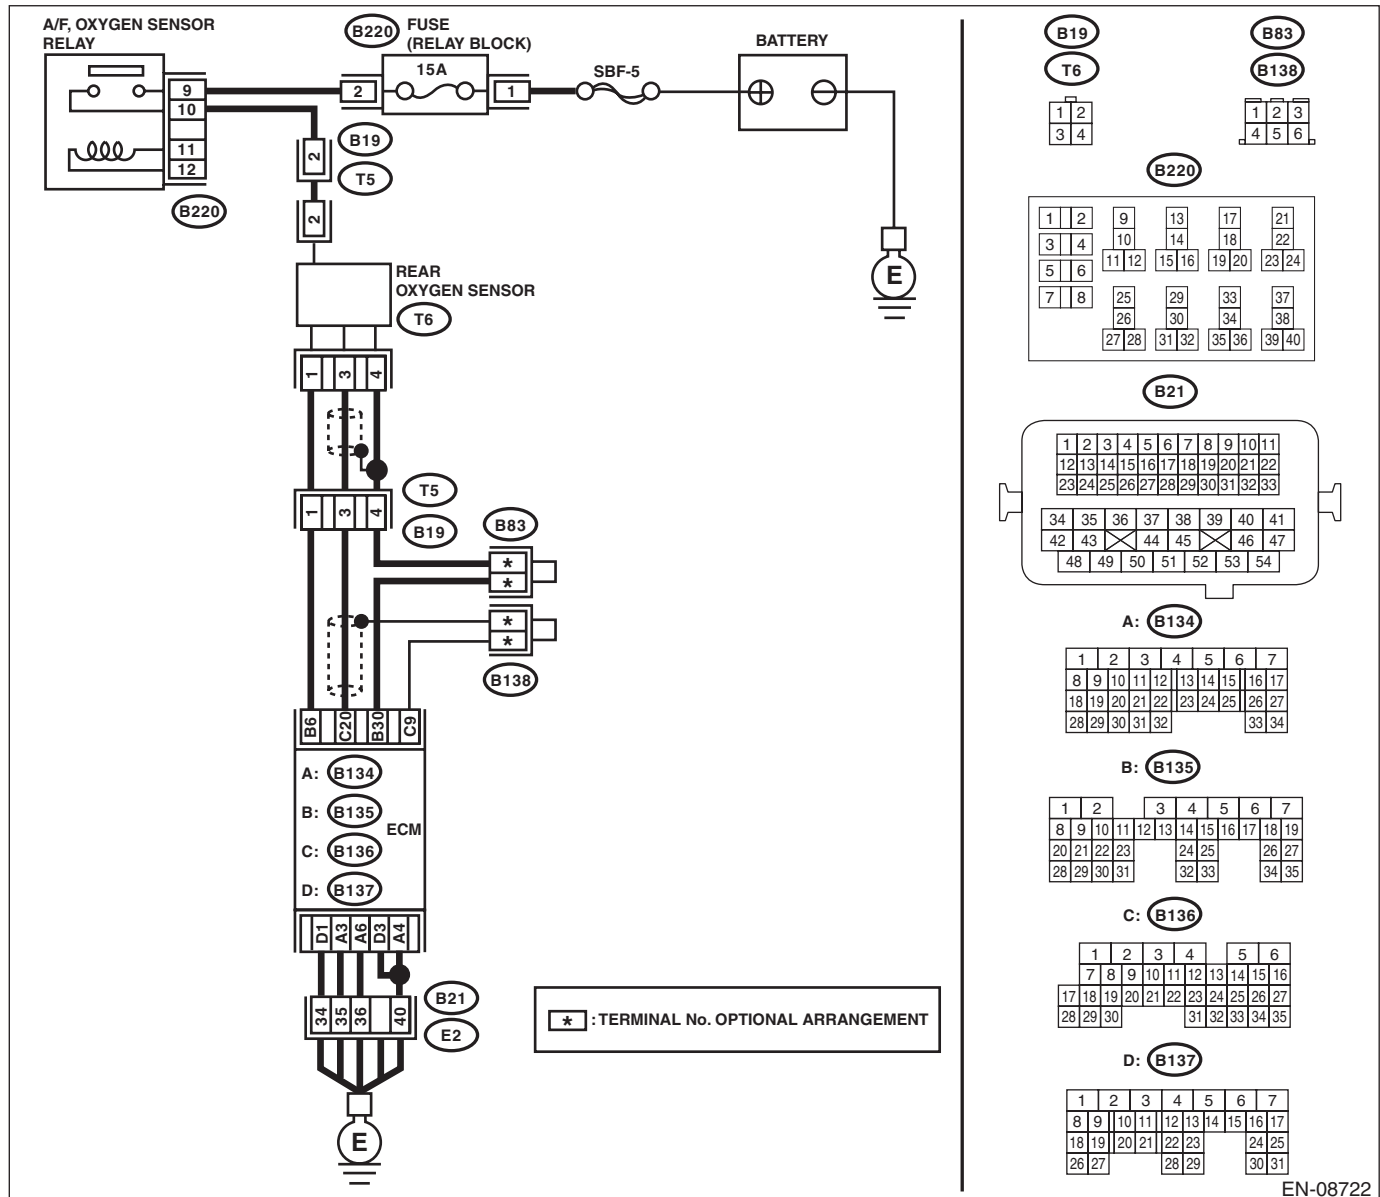 A/F, OXYGEN SENSOR
RELAY
B220
FUSE
(RELAY BLOCK)
15A
BATTERY
SBF-5
9
10
11
12
2
1
B220
2
B19
T5
2
REAR
OXYGEN SENSOR
T6
E
1 3 4
T5
1 3 4
B19
B83
*
*
*
*
B138
B6 C20 B30 C9
A: B134
B: B135
ECM
C: B136
D: B137
D1 A3 A6 D3 A4
B21
34 35 36 40
E2
E
* : TERMINAL No. OPTIONAL ARRANGEMENT
B19
T6
1 2
3 4
B83
B138
1 2 3
4 5 6
B220
1 2 9 13 17 21
3 4 10 14 18 22
11 12 15 16 19 20 23 24
5 6
7 8 25 29 33 37
26 30 34 38
27 28 31 32 35 36 39 40
B21
1 2 3 4 5 6 7 8 9 10 11
12 13 14 15 16 17 18 19 20 21 22
23 24 25 26 27 28 29 30 31 32 33
34 35 36 37 38 39 40 41
42 43 44 45 46 47
48 49 50 51 52 53 54
A: B134
1 2 3 4 5 6 7
8 9 10 11 12 13 14 15 16 17
18 19 20 21 22 23 24 25 26 27
28 29 30 31 32 33 34
B: B135
1 2 3 4 5 6 7
8 9 10 11 12 13 14 15 16 17 18 19
20 21 22 23 24 25 26 27
28 29 30 31 32 33 34 35
C: B136
1 2 3 4 5 6
7 8 9 10 11 12 13 14 15 16
17 18 19 20 21 22 23 24 25 26 27
28 29 30 31 32 33 34 35
D: B137
1 2 3 4 5 6 7
8 9 10 11 12 13 14 15 16 17
18 19 20 21 22 23 24 25
26 27 28 29 30 31
EN-08722